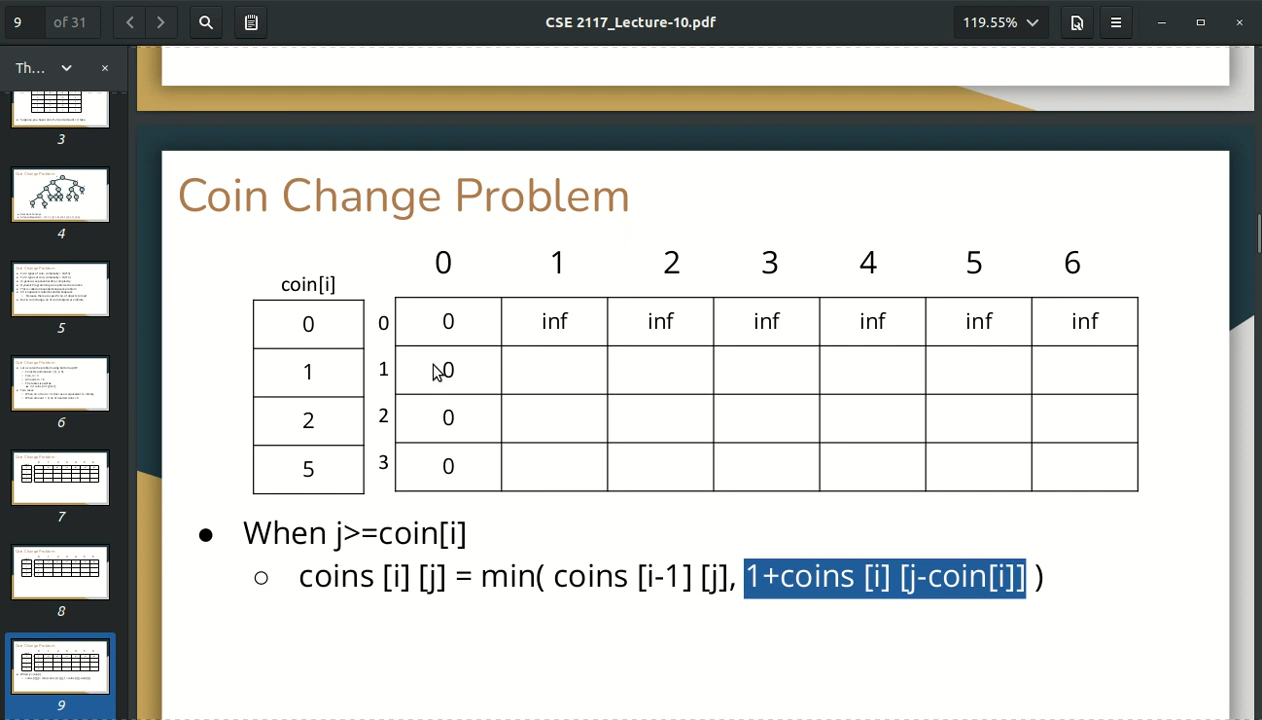 9 of 31
CSE 2117_Lecture-10.pdf
119.55%
Th...
3
4
5
6
7
8
9
Coin Change Problem
0 1 2 3 4 5 6
coin[i]
0 0 0 inf inf inf inf inf inf
1 1 0
2 2 0
5 3 0
● When j>=coin[i]
○ coins [i] [j] = min( coins [i-1] [j], 1+coins [i] [j-coin[i]] )